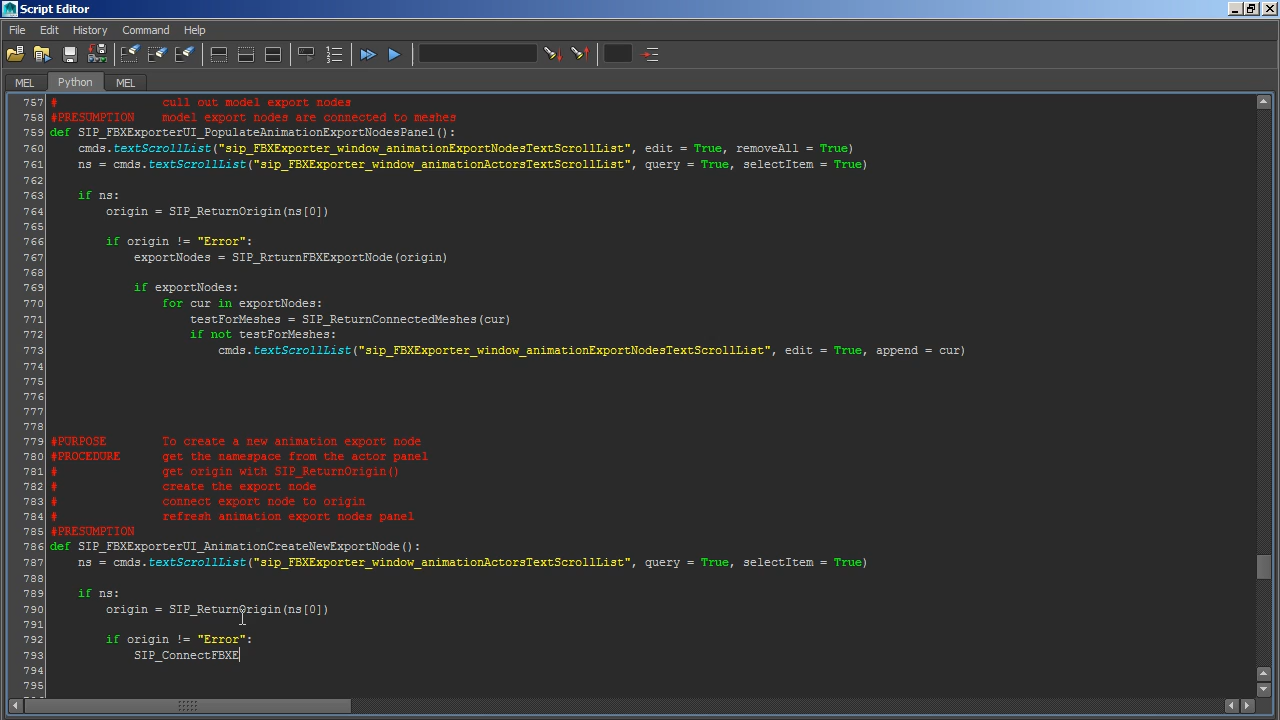 Script Editor
File Edit History Command Help
MEL Python MEL
757 # cull out model export nodes
758 #PRESUMPTION model export nodes are connected to meshes
759 def SIP_FBXExporterUI_PopulateAnimationExportNodesPanel():
760 cmds.textScrollList("sip_FBXExporter_window_animationExportNodesTextScrollList", edit = True, removeAll = True)
761 ns = cmds.textScrollList("sip_FBXExporter_window_animationActorsTextScrollList", query = True, selectItem = True)
762
763 if ns:
764 origin = SIP_ReturnOrigin(ns[0])
765
766 if origin != "Error":
767 exportNodes = SIP_RrturnFBXExportNode(origin)
768
769 if exportNodes:
770 for cur in exportNodes:
771 testForMeshes = SIP_ReturnConnectedMeshes(cur)
772 if not testForMeshes:
773 cmds.textScrollList("sip_FBXExporter_window_animationExportNodesTextScrollList", edit = True, append = cur)
774
775
776
777
778
779 #PURPOSE To create a new animation export node
780 #PROCEDURE get the namespace from the actor panel
781 # get origin with SIP_ReturnOrigin()
782 # create the export node
783 # connect export node to origin
784 # refresh animation export nodes panel
785 #PRESUMPTION
786 def SIP_FBXExporterUI_AnimationCreateNewExportNode():
787 ns = cmds.textScrollList("sip_FBXExporter_window_animationActorsTextScrollList", query = True, selectItem = True)
788
789 if ns:
790 origin = SIP_ReturnOrigin(ns[0])
791
792 if origin != "Error":
793 SIP_ConnectFBXE
794
795